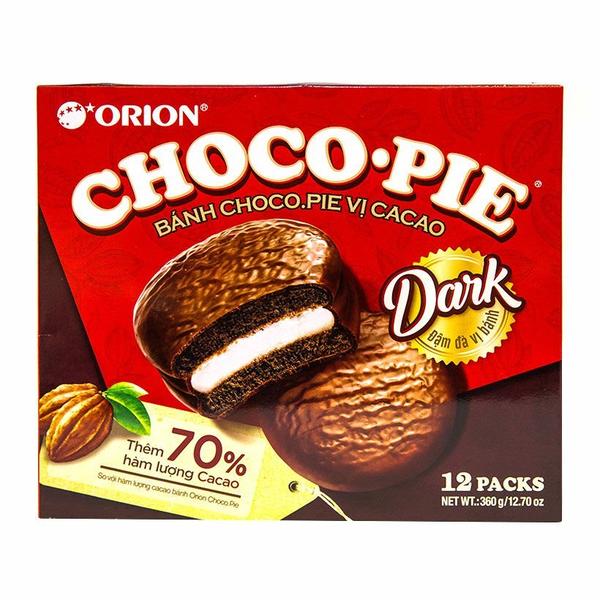 ORION®
CHOCO·PIE®
BÁNH CHOCO.PIE VỊ CACAO
Dark
Đậm đà vị bánh
Thêm 70%
hàm lượng Cacao
So với hàm lượng cacao bánh Orion Choco.Pie
12 PACKS
NET WT.: 360 g/12.70 oz